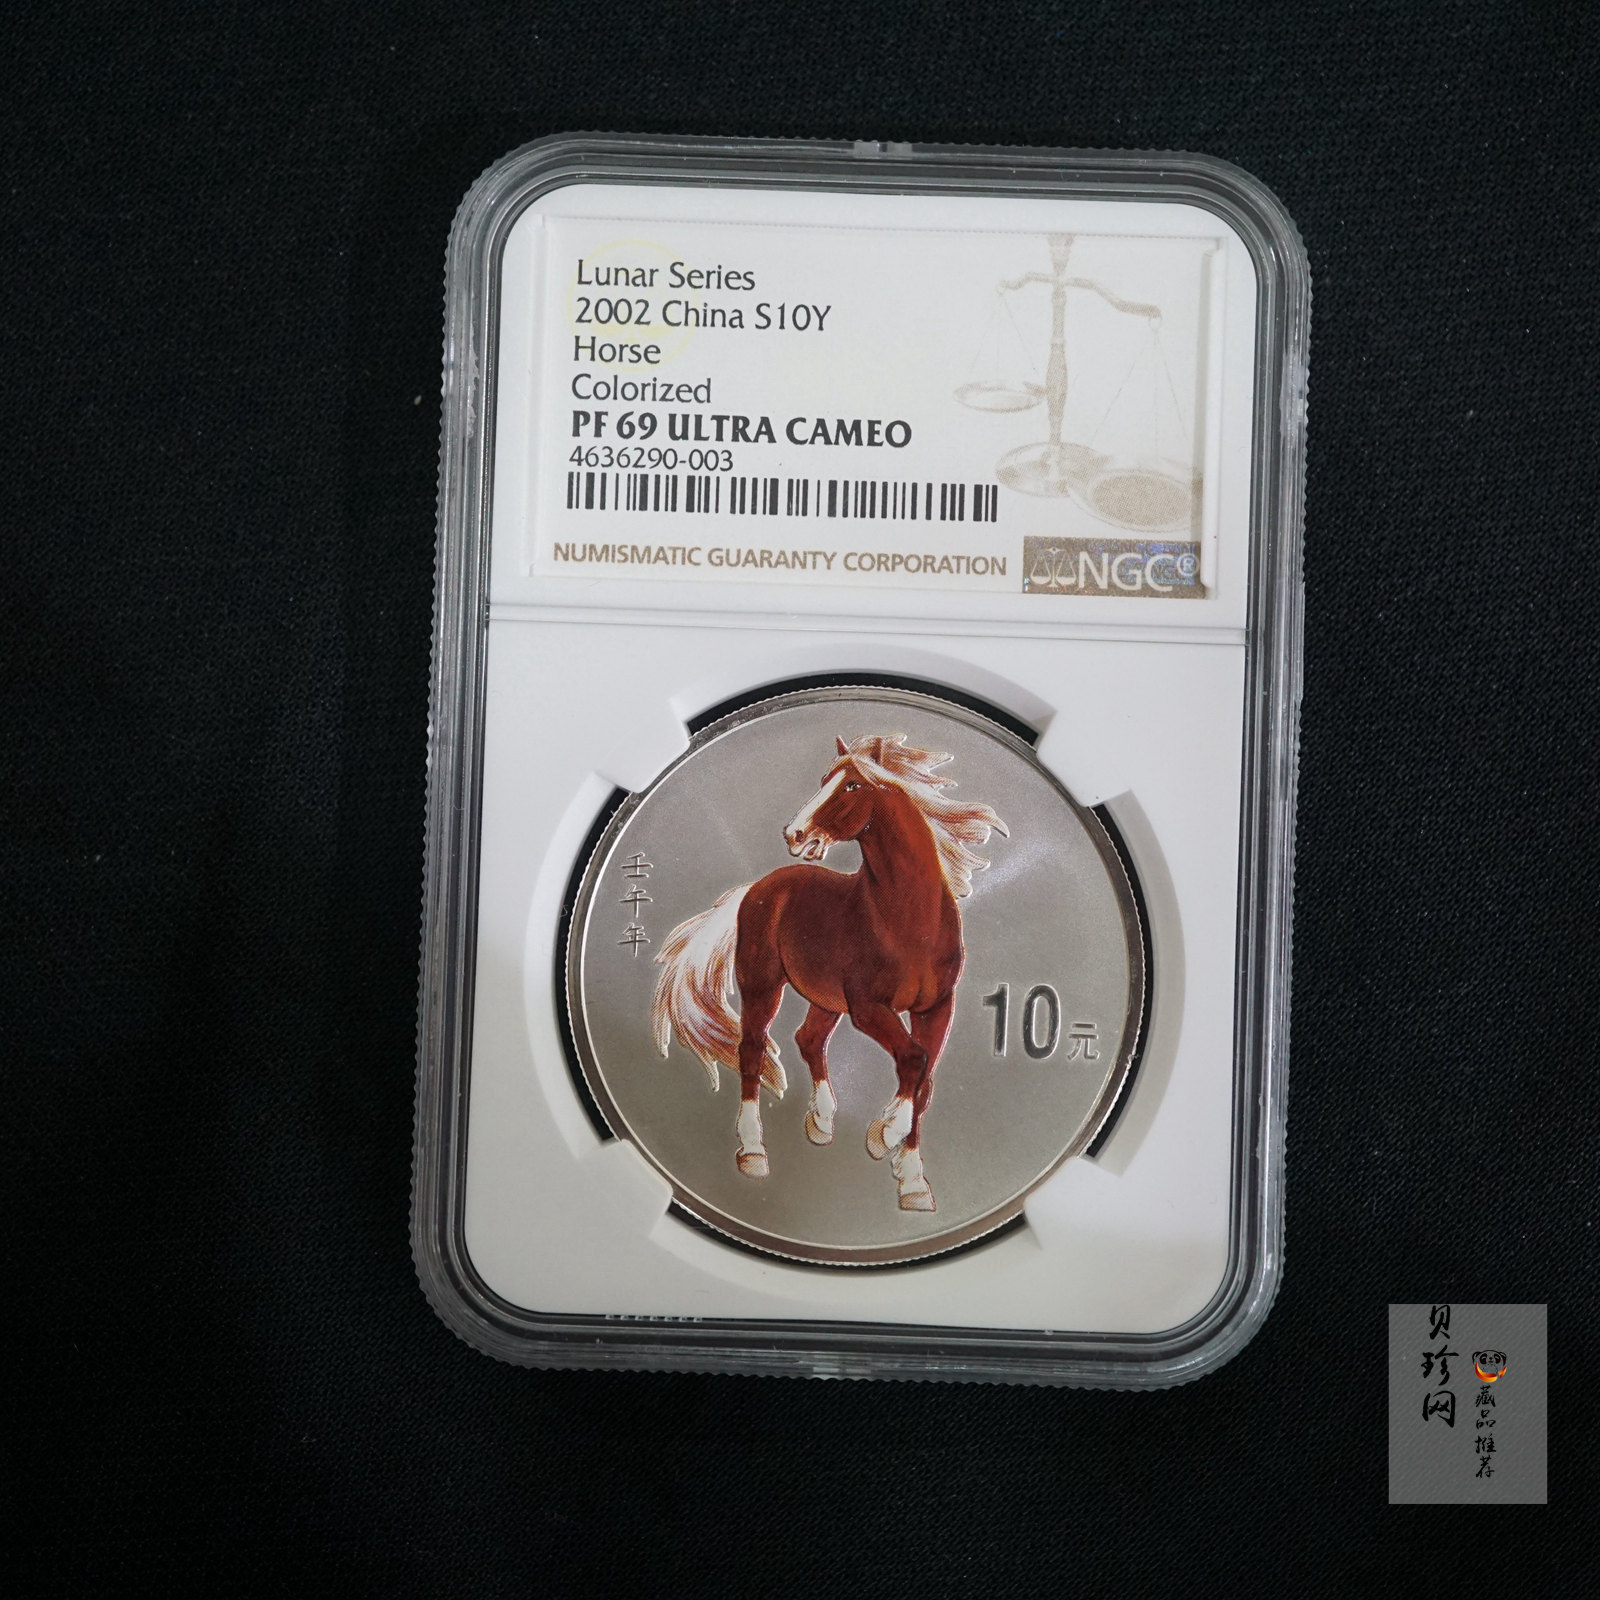 Lunar Series
2002 China S10Y
Horse
Colorized
PF 69 ULTRA CAMEO
4636290-003
NUMISMATIC GUARANTY CORPORATION
NGC®
壬午年
10元
贝珍网
藏品推荐